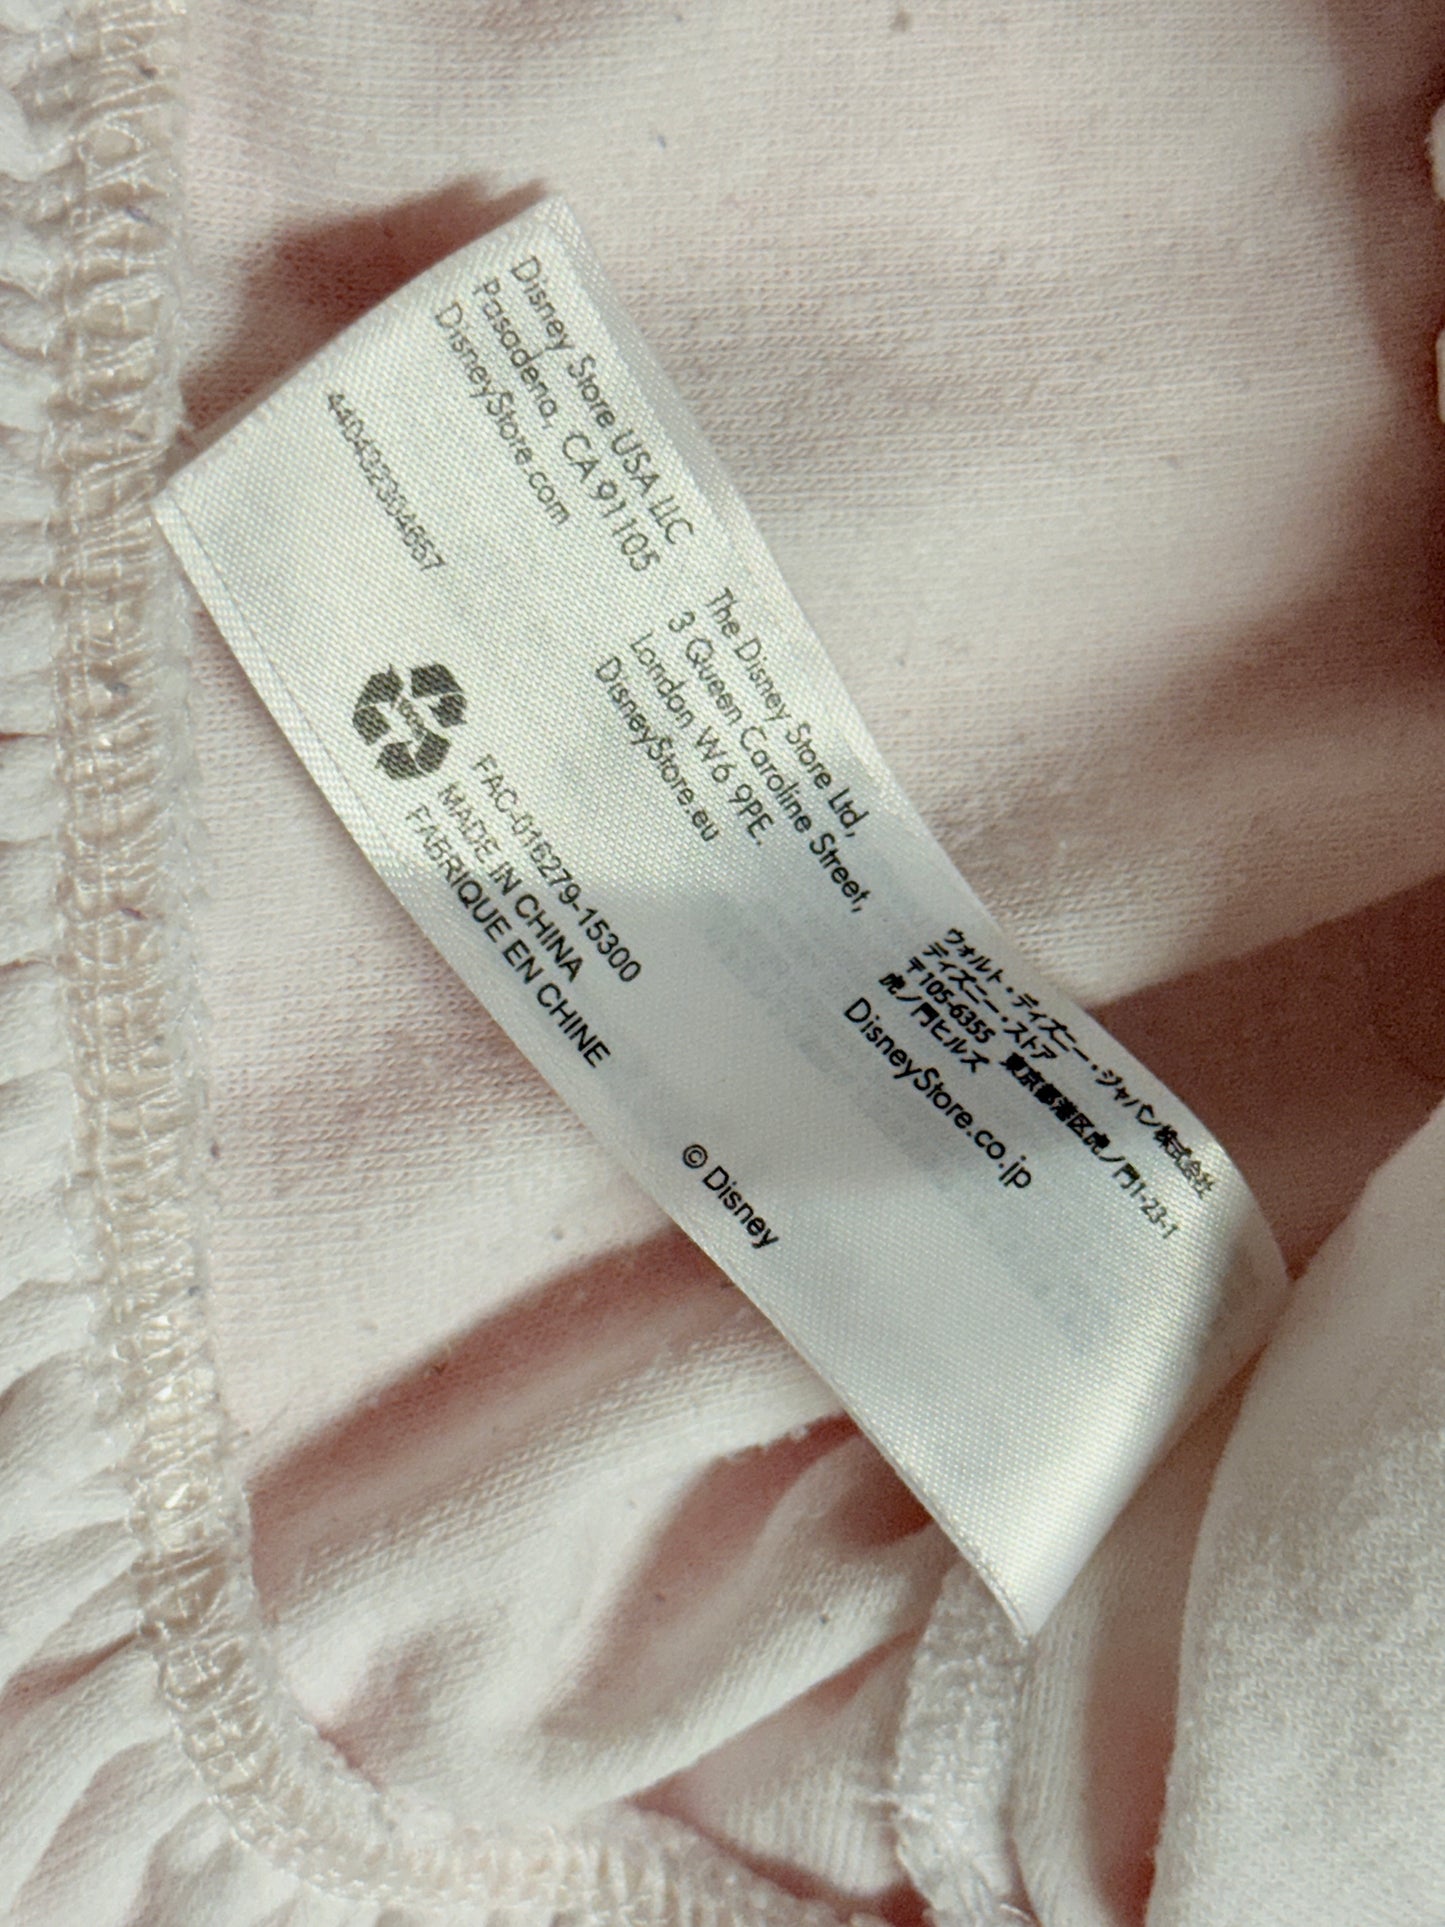 Disney Store USA LLC
Pasadena, CA 91105
DisneyStore.com
440432304667
The Disney Store Ltd,
3 Queen Caroline Street,
London W6 9PE.
DisneyStore.eu
FAC-016279-15300
MADE IN CHINA
FABRIQUE EN CHINE
ウォルト・ディズニー・ジャパン株式会社
ディズニー・ストア
〒105-6355 東京都港区虎ノ門1-23-1
虎ノ門ヒルズ
DisneyStore.co.jp
© Disney